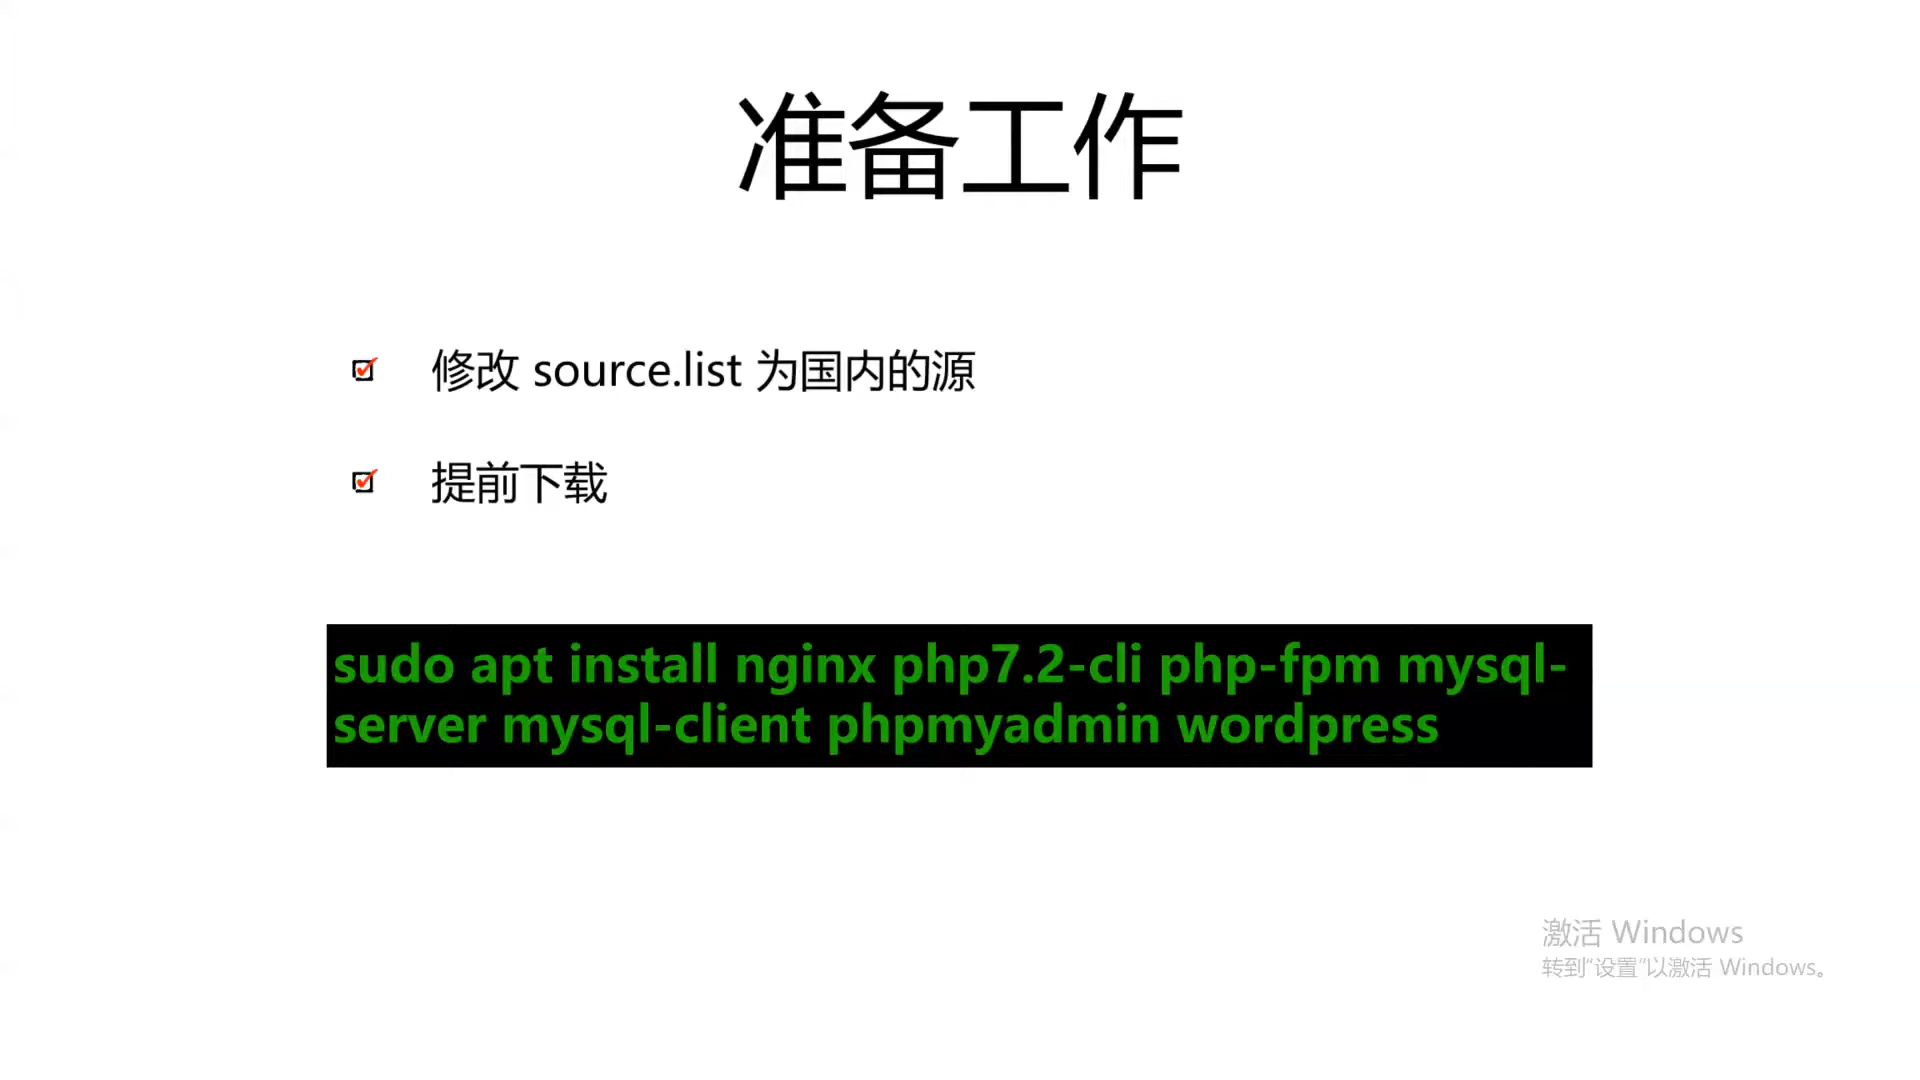 准备工作
修改 source.list 为国内的源
提前下载
sudo apt install nginx php7.2-cli php-fpm mysql-
server mysql-client phpmyadmin wordpress
激活 Windows
转到“设置”以激活 Windows。